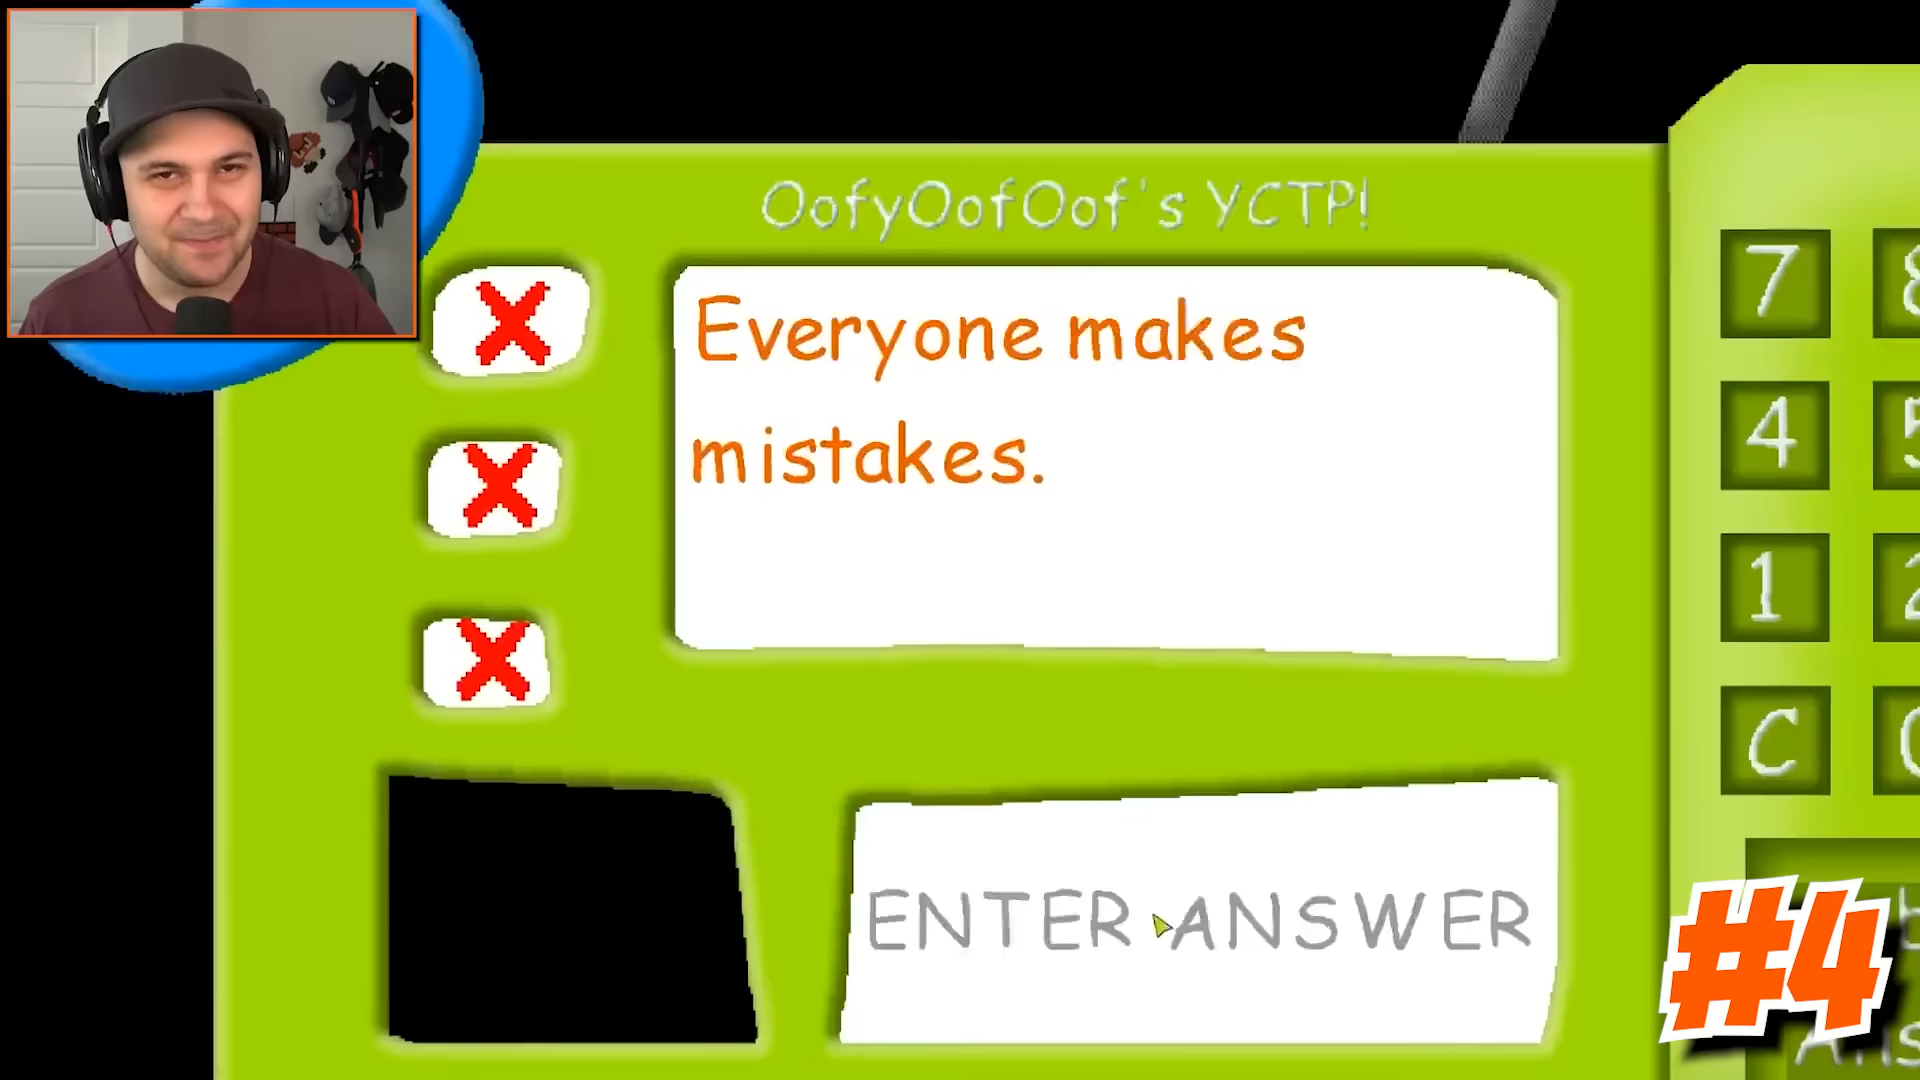 OofyOofOof's YCTP!
Everyone makes
mistakes.
7
4
1
C
ENTER ANSWER
#4